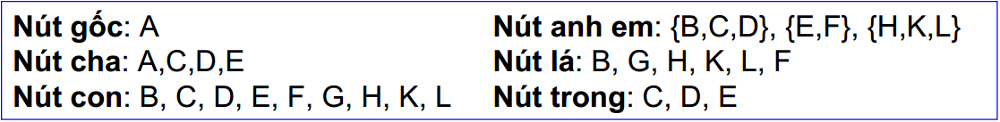 Nút gốc: A
Nút cha: A,C,D,E
Nút con: B, C, D, E, F, G, H, K, L
Nút anh em: {B,C,D}, {E,F}, {H,K,L}
Nút lá: B, G, H, K, L, F
Nút trong: C, D, E